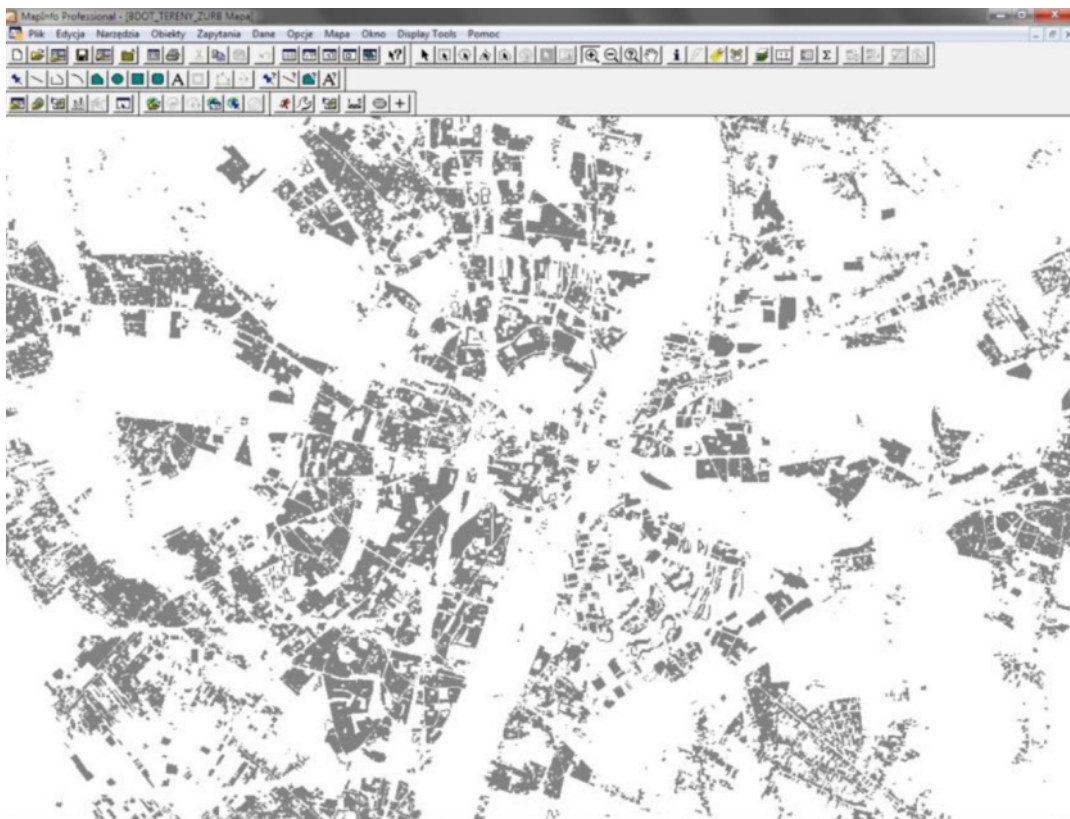 MapInfo Professional - [BDOT_TERENY_ZURB Mapa]
Plik Edycja Narzędzia Obiekty Zapytania Dane Opcje Mapa Okno Display Tools Pomoc